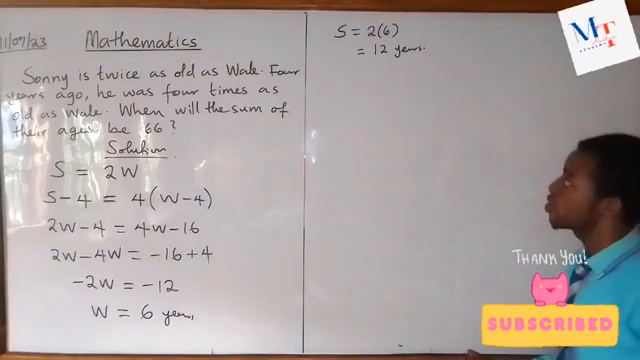 11/07/23 Mathematics
Sonny is twice as old as Wale. Four
years ago, he was four times as
old as Wale. When will the sum of
their ages be 66?
Solution
S = 2W
S-4 = 4(W-4)
2W-4 = 4W-16
2W-4W = -16+4
-2W = -12
W = 6 years
S = 2(6)
= 12 years.
MT
ACADEMY
THANK YOU!
SUBSCRIBED